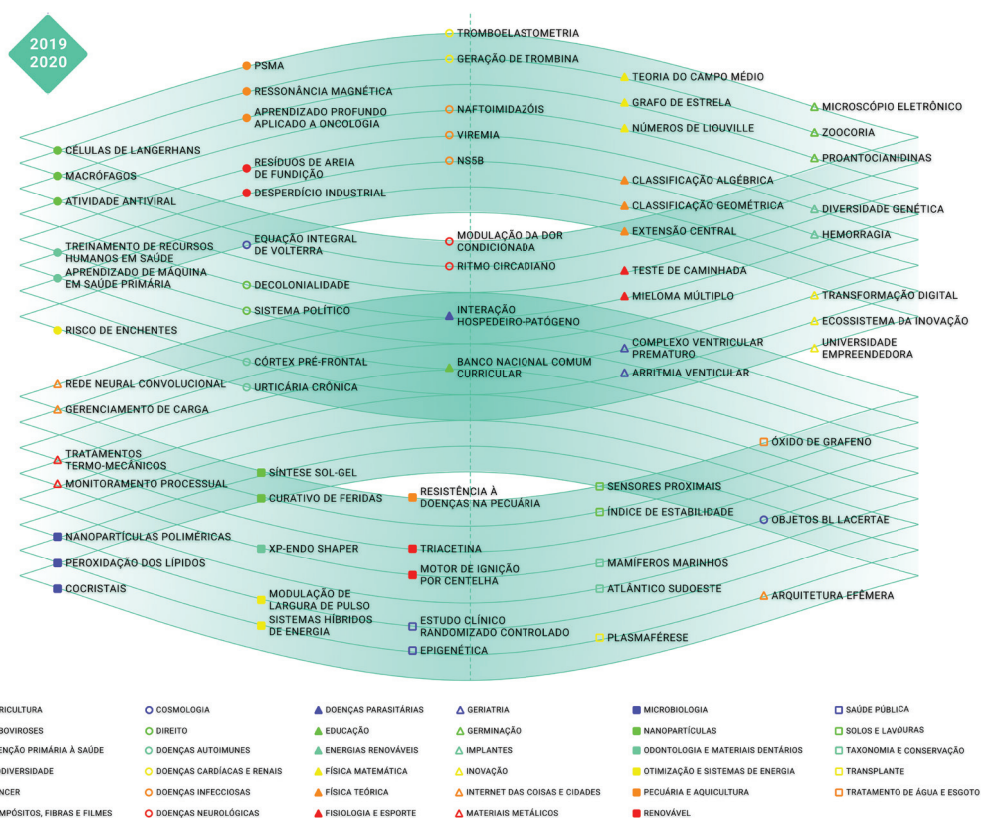 2019
2020
TROMBOELASTOMETRIA
GERAÇÃO DE TROMBINA
PSMA
RESSONÂNCIA MAGNÉTICA
APRENDIZADO PROFUNDO
APLICADO A ONCOLOGIA
NAFTOIMIDAZÓIS
VIREMIA
NS5B
TEORIA DO CAMPO MÉDIO
GRAFO DE ESTRELA
NÚMEROS DE LIOUVILLE
MICROSCÓPIO ELETRÔNICO
ZOOCORIA
PROANTOCIANIDINAS
CÉLULAS DE LANGERHANS
MACRÓFAGOS
ATIVIDADE ANTIVIRAL
RESÍDUOS DE AREIA
DE FUNDIÇÃO
DESPERDÍCIO INDUSTRIAL
CLASSIFICAÇÃO ALGÉBRICA
CLASSIFICAÇÃO GEOMÉTRICA
EXTENSÃO CENTRAL
DIVERSIDADE GENÉTICA
HEMORRAGIA
TREINAMENTO DE RECURSOS
HUMANOS EM SAÚDE
APRENDIZADO DE MÁQUINA
EM SAÚDE PRIMÁRIA
EQUAÇÃO INTEGRAL
DE VOLTERRA
MODULAÇÃO DA DOR
CONDICIONADA
RITMO CIRCADIANO
DECOLONIALIDADE
SISTEMA POLÍTICO
TESTE DE CAMINHADA
MIELOMA MÚLTIPLO
TRANSFORMAÇÃO DIGITAL
ECOSSISTEMA DA INOVAÇÃO
UNIVERSIDADE
EMPREENDEDORA
RISCO DE ENCHENTES
INTERAÇÃO
HOSPEDEIRO-PATÓGENO
BANCO NACIONAL COMUM
CURRICULAR
COMPLEXO VENTRICULAR
PREMATURO
ARRITMIA VENTICULAR
CÓRTEX PRÉ-FRONTAL
URTICÁRIA CRÔNICA
REDE NEURAL CONVOLUCIONAL
GERENCIAMENTO DE CARGA
TRATAMENTOS
TERMO-MECÂNICOS
MONITORAMENTO PROCESSUAL
SÍNTESE SOL-GEL
CURATIVO DE FERIDAS
RESISTÊNCIA À
DOENÇAS NA PECUÁRIA
SENSORES PROXIMAIS
ÍNDICE DE ESTABILIDADE
ÓXIDO DE GRAFENO
OBJETOS BL LACERTAE
NANOPARTÍCULAS POLIMÉRICAS
PEROXIDAÇÃO DOS LÍPIDOS
COCRISTAIS
XP-ENDO SHAPER
TRIACETINA
MOTOR DE IGNIÇÃO
POR CENTELHA
MAMÍFEROS MARINHOS
ATLÂNTICO SUDOESTE
ARQUITETURA EFÊMERA
MODULAÇÃO DE
LARGURA DE PULSO
SISTEMAS HÍBRIDOS
DE ENERGIA
ESTUDO CLÍNICO
RANDOMIZADO CONTROLADO
EPIGENÉTICA
PLASMAFÉRESE
RICULTURA COSMOLOGIA DOENÇAS PARASITÁRIAS GERIATRIA MICROBIOLOGIA SAÚDE PÚBLICA
BOVIROSES DIREITO EDUCAÇÃO GERMINAÇÃO NANOPARTÍCULAS SOLOS E LAVOURAS
ENÇÃO PRIMÁRIA À SAÚDE DOENÇAS AUTOIMUNES ENERGIAS RENOVÁVEIS IMPLANTES ODONTOLOGIA E MATERIAIS DENTÁRIOS TAXONOMIA E CONSERVAÇÃO
ODIVERSIDADE DOENÇAS CARDÍACAS E RENAIS FÍSICA MATEMÁTICA INOVAÇÃO OTIMIZAÇÃO E SISTEMAS DE ENERGIA TRANSPLANTE
NCER DOENÇAS INFECCIOSAS FÍSICA TEÓRICA INTERNET DAS COISAS E CIDADES PECUÁRIA E AQUICULTURA TRATAMENTO DE ÁGUA E ESGOTO
MPÓSITOS, FIBRAS E FILMES DOENÇAS NEUROLÓGICAS FISIOLOGIA E ESPORTE MATERIAIS METÁLICOS RENOVÁVEL